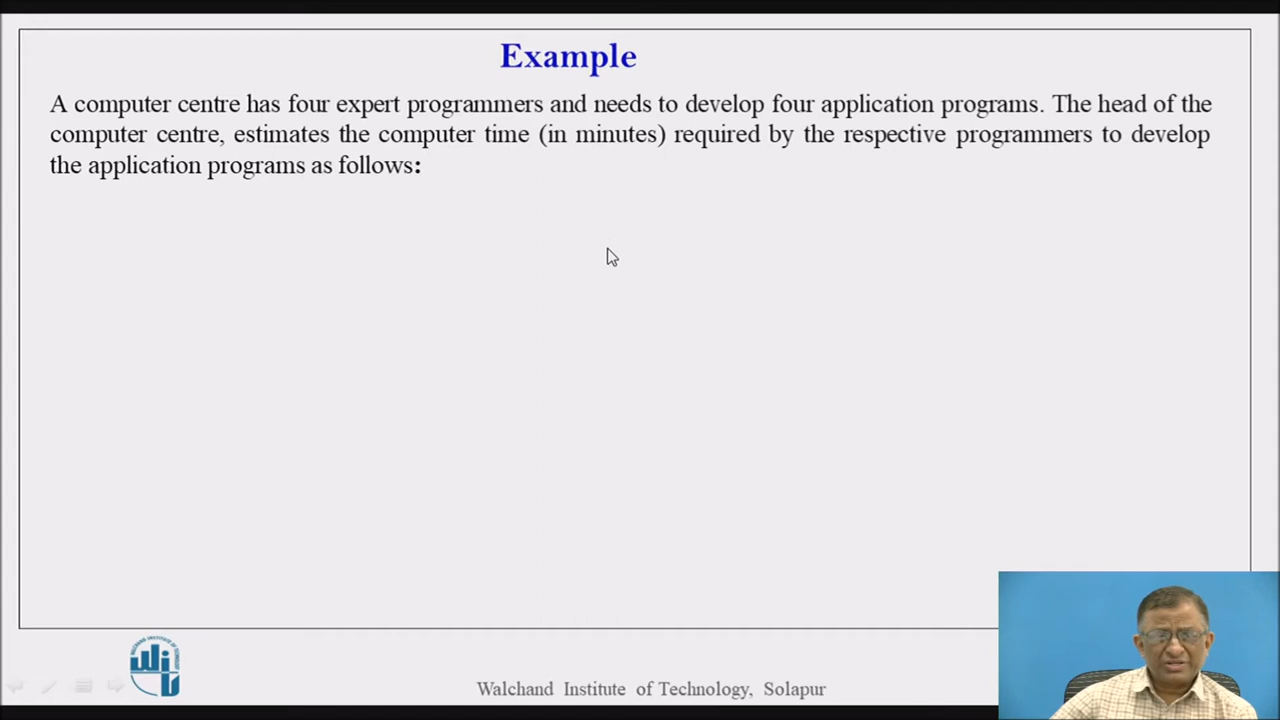 Example
A computer centre has four expert programmers and needs to develop four application programs. The head of the
computer centre, estimates the computer time (in minutes) required by the respective programmers to develop
the application programs as follows:
Walchand Institute of Technology, Solapur